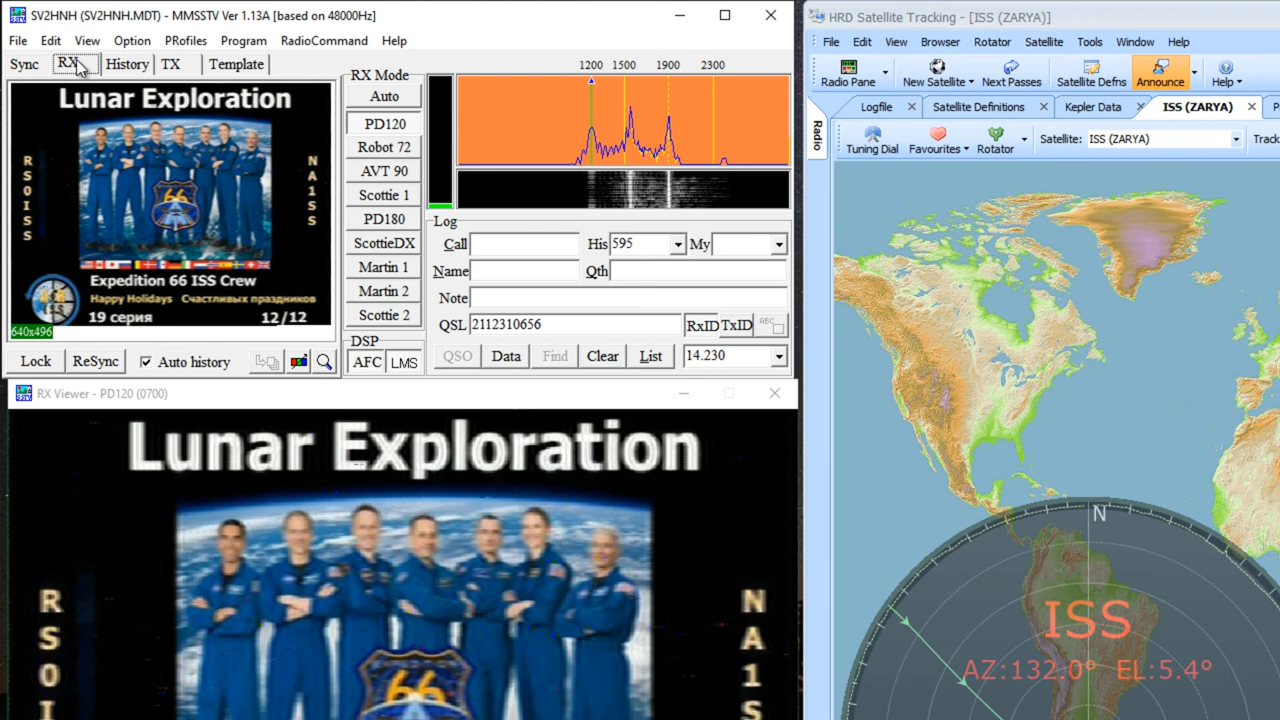 SV2HNH (SV2HNH.MDT) - MMSSTV Ver 1.13A [based on 48000Hz]
File Edit View Option PRofiles Program RadioCommand Help
Sync RX History TX Template
Lunar Exploration
RS0ISS
NA1SS
66
Expedition 66 ISS Crew
Happy Holidays Счастливых праздников
ISS
19 серия 12/12
640x496
Lock ReSync Auto history
RX Mode
Auto
PD120
Robot 72
AVT 90
Scottie 1
PD180
ScottieDX
Martin 1
Martin 2
Scottie 2
DSP
AFC LMS
1200 1500 1900 2300
Log
Call His 595 My
Name Qth
Note
QSL 2112310656 RxID TxID ABC
QSO Data Find Clear List 14.230
RX Viewer - PD120 (0700)
Lunar Exploration
RS0I
NA1S
66
HRD Satellite Tracking - [ISS (ZARYA)]
File Edit View Browser Rotator Satellite Tools Window Help
Radio Pane New Satellite Next Passes Satellite Defns Announce Help
Radio
Logfile Satellite Definitions Kepler Data ISS (ZARYA) P
Tuning Dial Favourites Rotator Satellite: ISS (ZARYA) Track
N
ISS
AZ:132.0° EL:5.4°